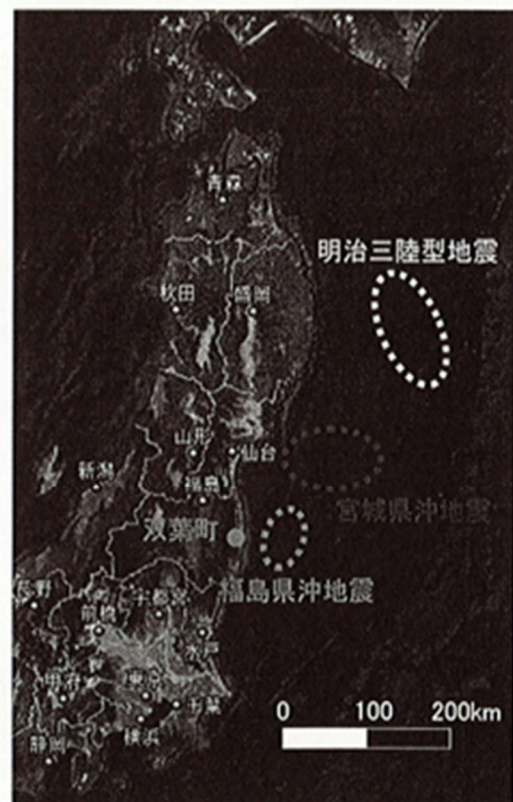 青森
明治三陸型地震
秋田
盛岡
山形
仙台
新潟
福島
宮城県沖地震
双葉町
福島県沖地震
長野
前橋
宇都宮
水戸
甲府
東京
千葉
横浜
静岡
0 100 200km